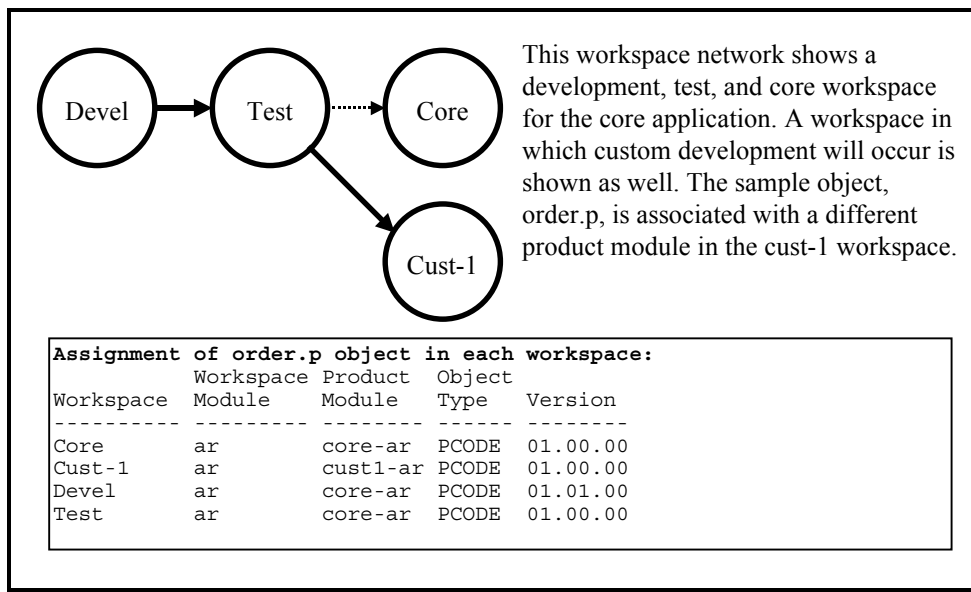 Devel
Test
Core
Cust-1
This workspace network shows a
development, test, and core workspace
for the core application. A workspace in
which custom development will occur is
shown as well. The sample object,
order.p, is associated with a different
product module in the cust-1 workspace.
Assignment of order.p object in each workspace:
Workspace Product Object
Workspace Module Module Type Version
---------- --------- -------- ------ --------
Core ar core-ar PCODE 01.00.00
Cust-1 ar cust1-ar PCODE 01.00.00
Devel ar core-ar PCODE 01.01.00
Test ar core-ar PCODE 01.00.00